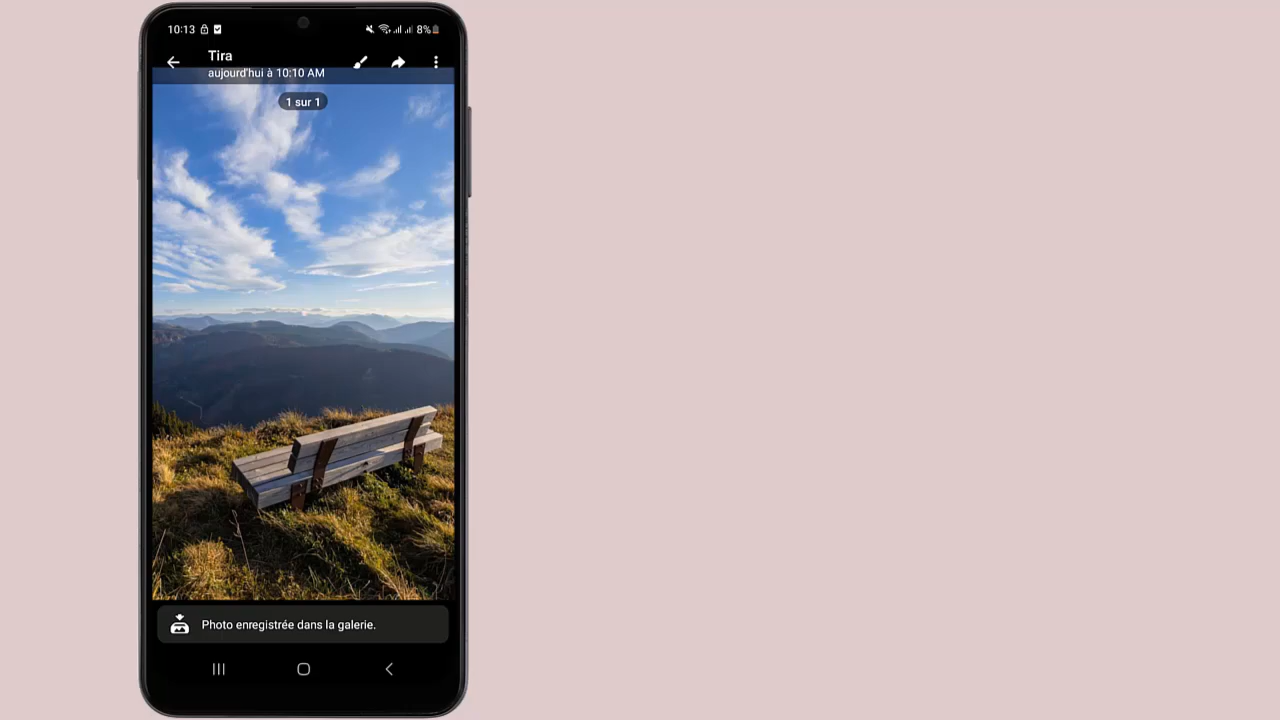 10:13
8%
Tira
aujourd'hui à 10:10 AM
1 sur 1
Photo enregistrée dans la galerie.